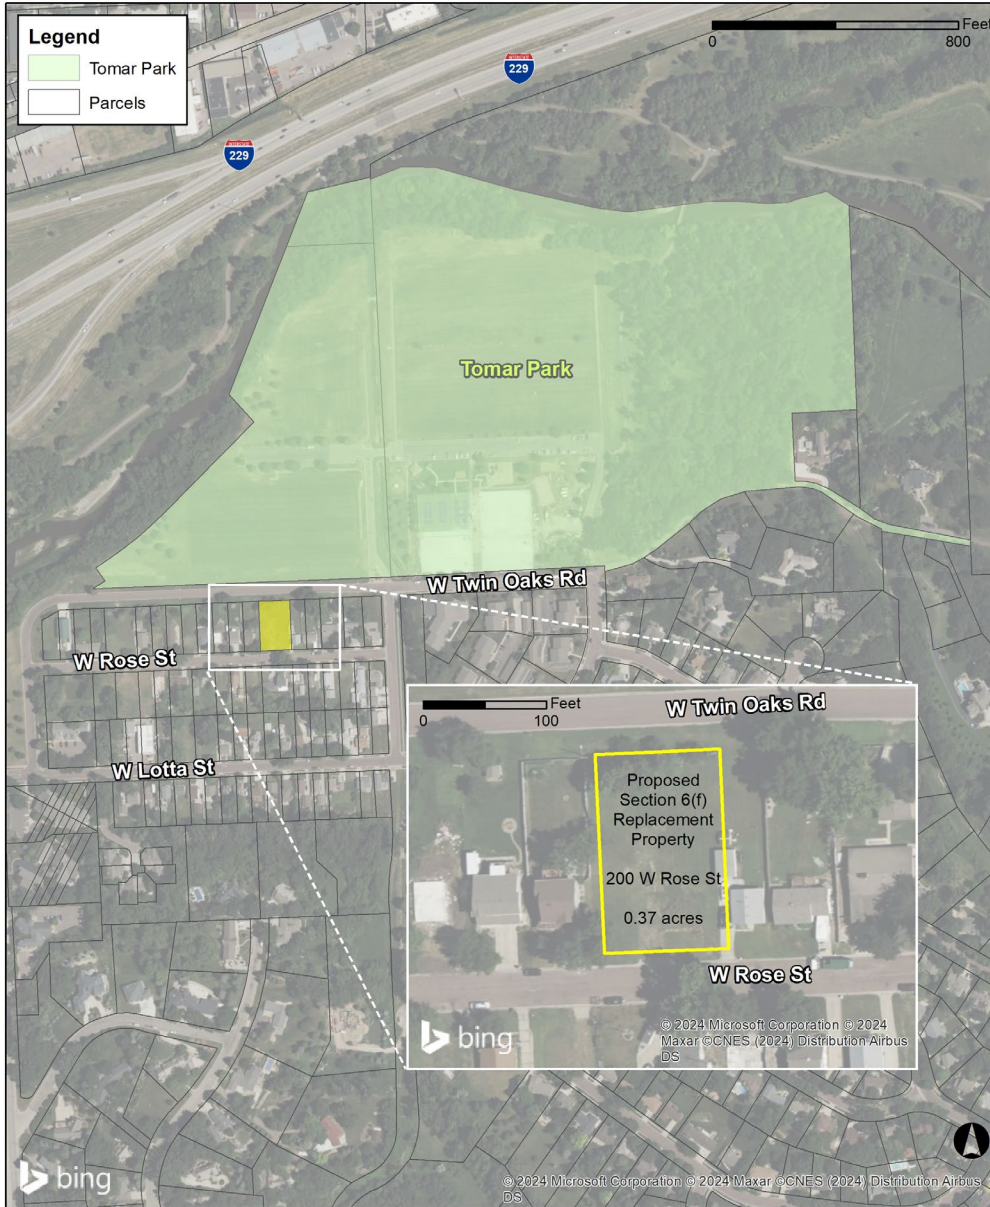 Legend
Tomar Park
Parcels
Feet
0 800
INTERSTATE
229
INTERSTATE
229
Tomar Park
W Twin Oaks Rd
W Rose St
W Lotta St
Feet
0 100
W Twin Oaks Rd
Proposed
Section 6(f)
Replacement
Property
200 W Rose St
0.37 acres
W Rose St
bing
© 2024 Microsoft Corporation © 2024
Maxar ©CNES (2024) Distribution Airbus
DS
bing
© 2024 Microsoft Corporation © 2024 Maxar ©CNES (2024) Distribution Airbus
DS